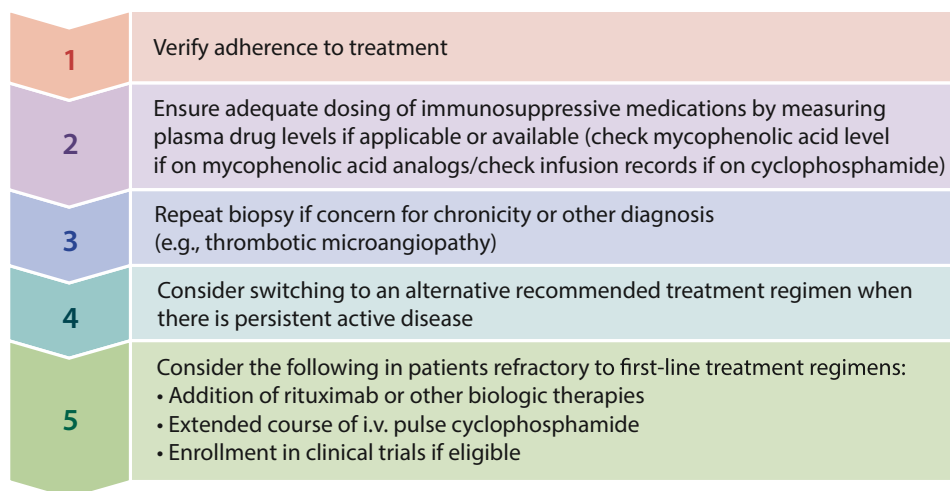 1
Verify adherence to treatment
2
Ensure adequate dosing of immunosuppressive medications by measuring
plasma drug levels if applicable or available (check mycophenolic acid level
if on mycophenolic acid analogs/check infusion records if on cyclophosphamide)
3
Repeat biopsy if concern for chronicity or other diagnosis
(e.g., thrombotic microangiopathy)
4
Consider switching to an alternative recommended treatment regimen when
there is persistent active disease
5
Consider the following in patients refractory to first-line treatment regimens:
• Addition of rituximab or other biologic therapies
• Extended course of i.v. pulse cyclophosphamide
• Enrollment in clinical trials if eligible